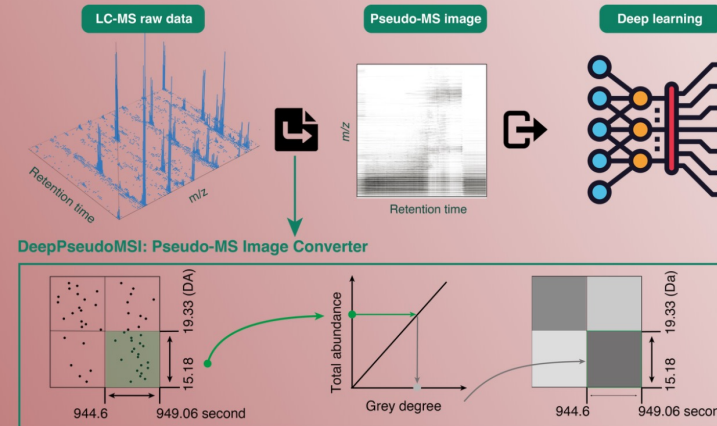 LC-MS raw data
Pseudo-MS image
Deep learning
Retention time
m/z
m/z
Retention time
DeepPseudoMSI: Pseudo-MS Image Converter
19.33 (DA)
15.18
944.6
949.06 second
Total abundance
Grey degree
19.33 (Da)
15.18
944.6
949.06 secon